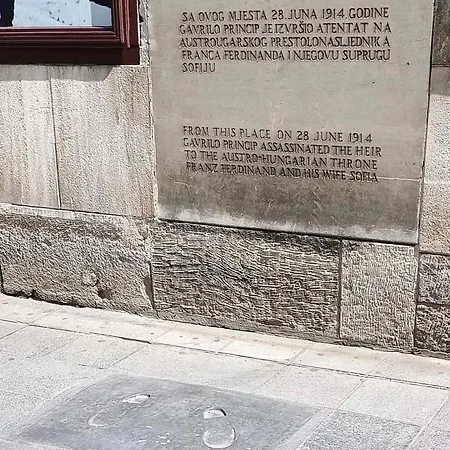 SA OVOG MJESTA 28. JUNA 1914. GODINE
GAVRILO PRINCIP JE IZVRŠIO ATENTAT NA
AUSTROUGARSKOG PRESTOLONASLJEDNIKA
FRANCA FERDINANDA I NJEGOVU SUPRUGU
SOFIJU
FROM THIS PLACE ON 28 JUNE 1914
GAVRILO PRINCIP ASSASSINATED THE HEIR
TO THE AUSTRO-HUNGARIAN THRONE
FRANZ FERDINAND AND HIS WIFE SOFIA